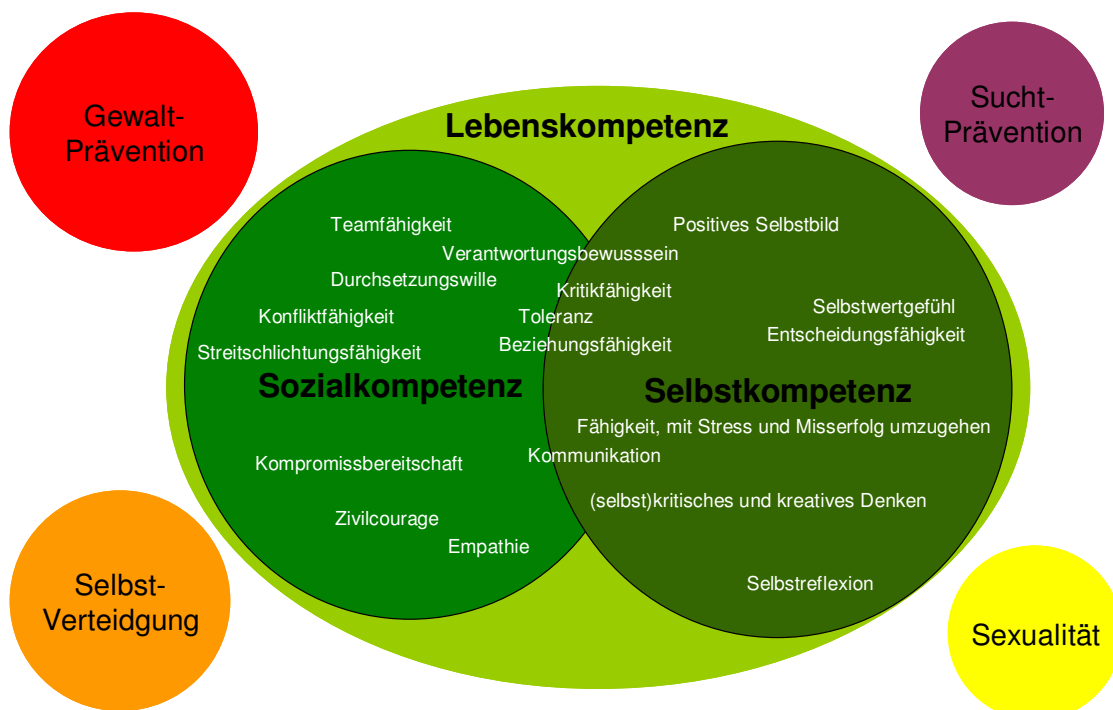 Gewalt-
Prävention
Sucht-
Prävention
Lebenskompetenz
Teamfähigkeit
Positives Selbstbild
Verantwortungsbewusssein
Durchsetzungswille
Kritikfähigkeit
Selbstwertgefühl
Konfliktfähigkeit
Toleranz
Entscheidungsfähigkeit
Beziehungsfähigkeit
Streitschlichtungsfähigkeit
Sozialkompetenz
Selbstkompetenz
Fähigkeit, mit Stress und Misserfolg umzugehen
Kommunikation
Kompromissbereitschaft
(selbst)kritisches und kreatives Denken
Zivilcourage
Empathie
Selbstreflexion
Selbst-
Verteidgung
Sexualität